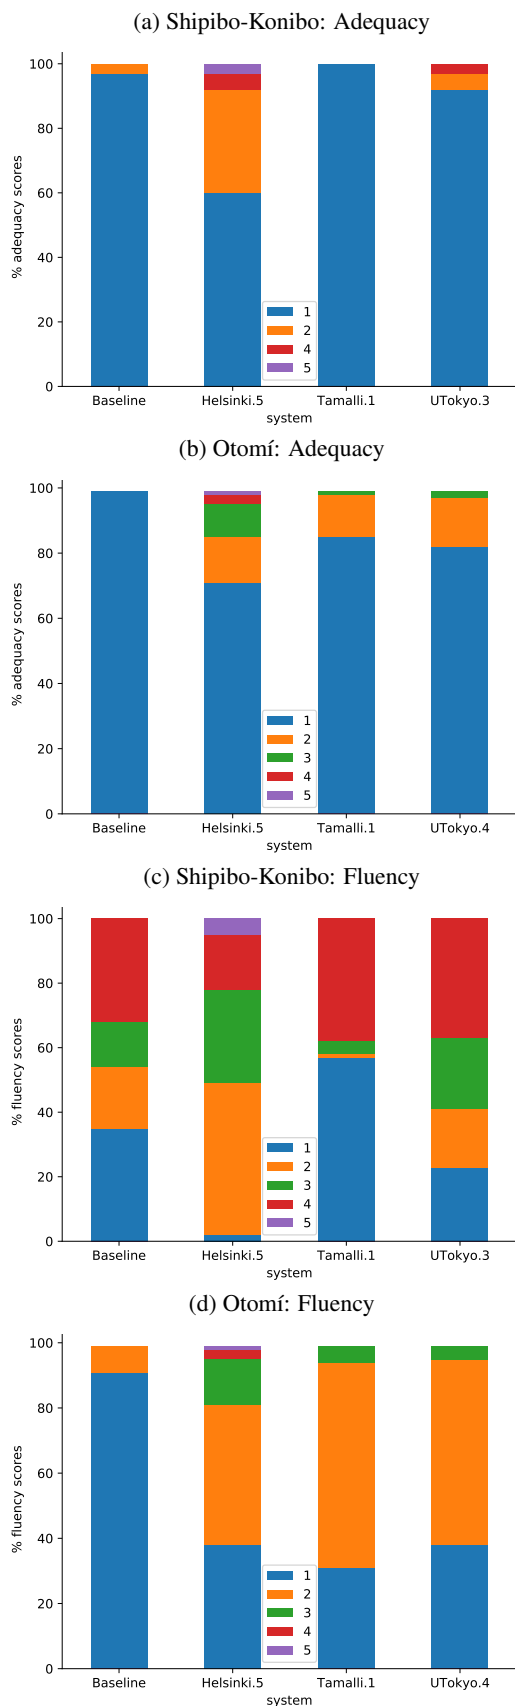 (a) Shipibo-Konibo: Adequacy
100
80
60
40
20
0
% adequacy scores
1
2
4
5
Baseline Helsinki.5 Tamalli.1 UTokyo.3
system
(b) Otomí: Adequacy
100
80
60
40
20
0
% adequacy scores
1
2
3
4
5
Baseline Helsinki.5 Tamalli.1 UTokyo.4
system
(c) Shipibo-Konibo: Fluency
100
80
60
40
20
0
% fluency scores
1
2
3
4
5
Baseline Helsinki.5 Tamalli.1 UTokyo.3
system
(d) Otomí: Fluency
100
80
60
40
20
0
% fluency scores
1
2
3
4
5
Baseline Helsinki.5 Tamalli.1 UTokyo.4
system